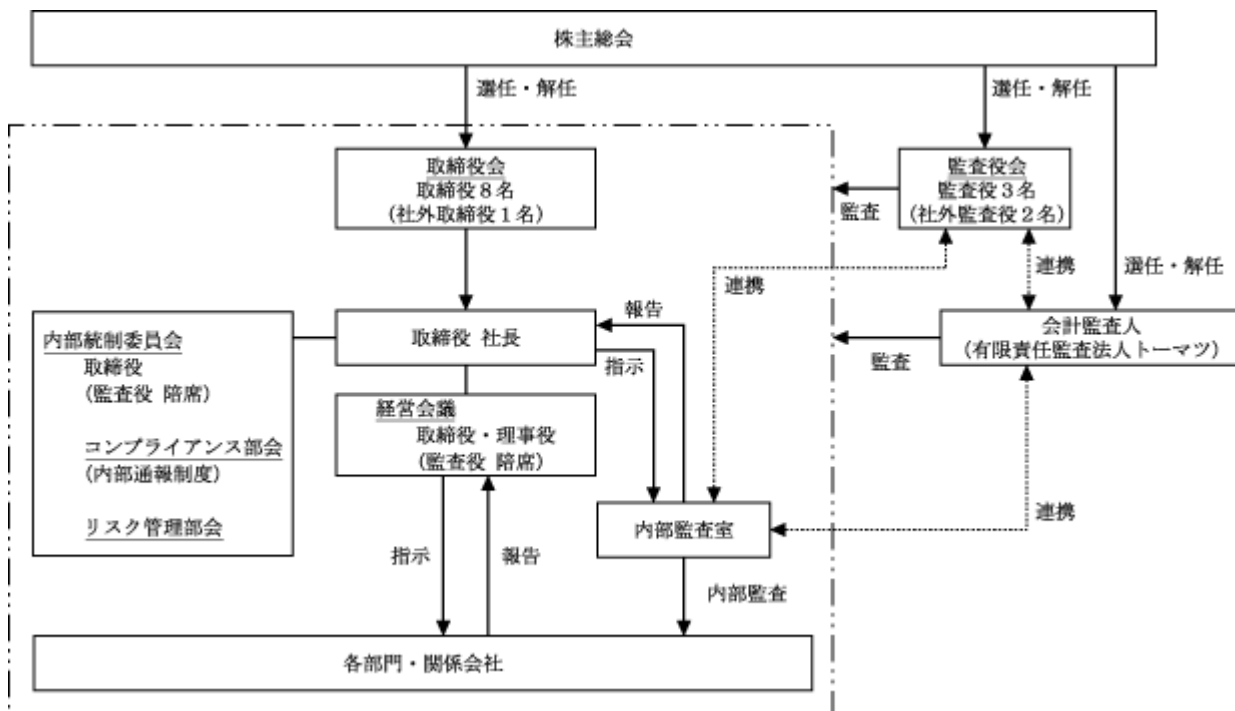 株主総会
選任・解任
選任・解任
取締役会
取締役８名
(社外取締役１名)
監査役会
監査役３名
(社外監査役２名)
監査
連携
連携
選任・解任
報告
内部統制委員会
取締役
(監査役 陪席)
コンプライアンス部会
(内部通報制度)
リスク管理部会
取締役 社長
指示
会計監査人
(有限責任監査法人トーマツ)
監査
経営会議
取締役・理事役
(監査役 陪席)
内部監査室
連携
指示
報告
内部監査
各部門・関係会社